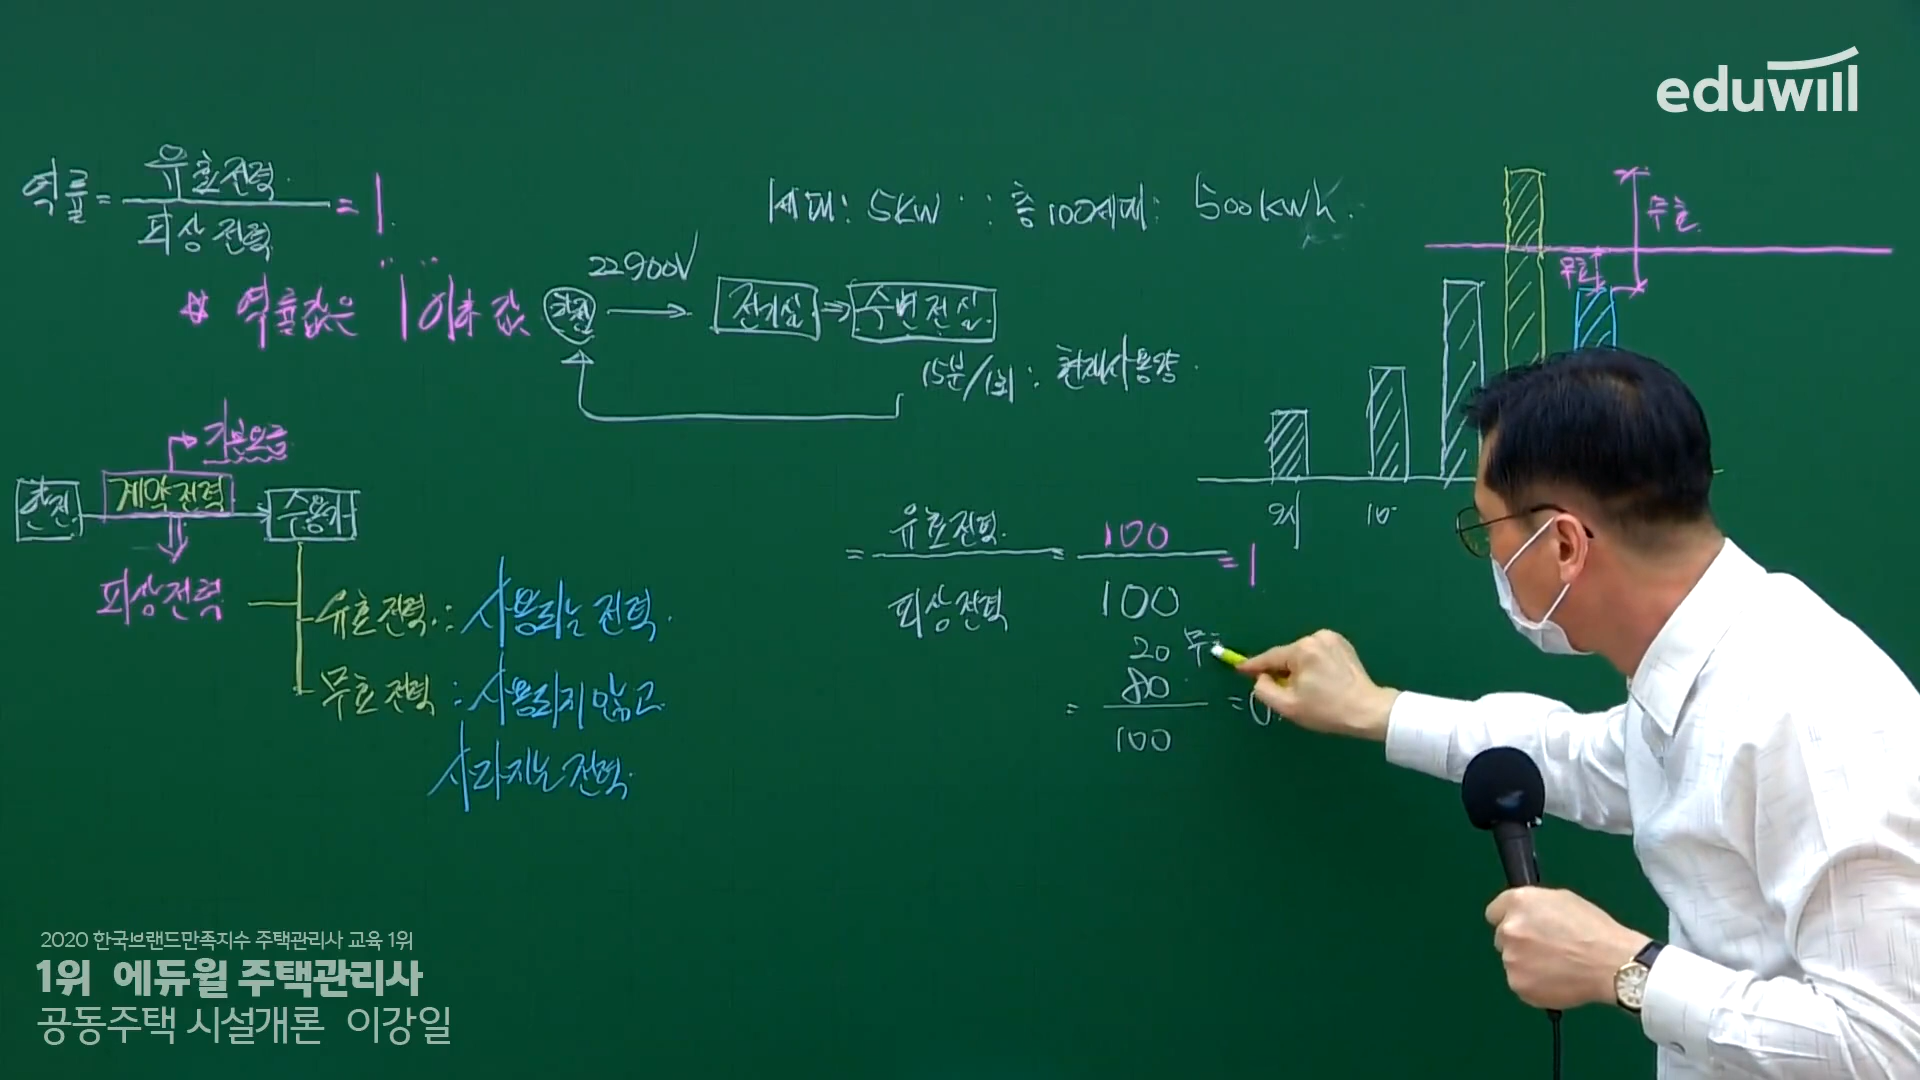 eduwill
역률 = 유효전력 / 피상전력 = 1
* 역률값은 "1"이하 값
1세대: 5KW ∴ 총 100세대: 500KWh.
22900V
한전 → 전기실 ⇒ 수변전실
15분/1회 : 현재사용량.
무효
무효
9시
10
기본요금
한전
계약전력
수용가
피상전력
유효전력 : 사용되는 전력.
무효전력 : 사용되지 않고
사라지는 전력.
= 유효전력 / 피상전력 = 100 / 100 = 1
20
= 80 / 100 = 0.
2020 한국브랜드만족지수 주택관리사 교육 1위
1위 에듀윌 주택관리사
공동주택 시설개론 이강일